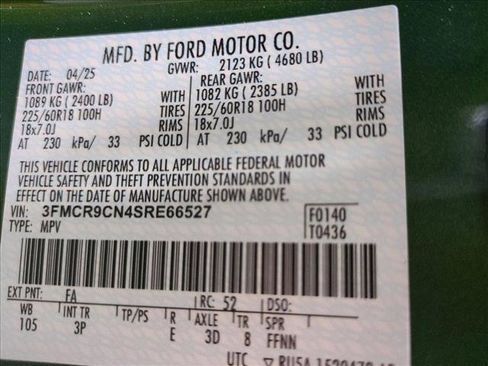 MFD. BY FORD MOTOR CO.
DATE: 04/25 GVWR: 2123 KG ( 4680 LB)
FRONT GAWR: REAR GAWR:
1089 KG ( 2400 LB) WITH 1082 KG ( 2385 LB) WITH
225/60R18 100H TIRES 225/60R18 100H TIRES
18x7.0J RIMS 18x7.0J RIMS
AT 230 kPa/ 33 PSI COLD AT 230 kPa/ 33 PSI COLD
THIS VEHICLE CONFORMS TO ALL APPLICABLE FEDERAL MOTOR
VEHICLE SAFETY AND THEFT PREVENTION STANDARDS IN
EFFECT ON THE DATE OF MANUFACTURE SHOWN ABOVE.
VIN: 3FMCR9CN4SRE66527 F0140
TYPE: MPV T0436
EXT PNT: FA RC: 52 DSO:
WB INT TR TP/PS R AXLE TR SPR
105 3P E 3D 8 FFNN
UTC